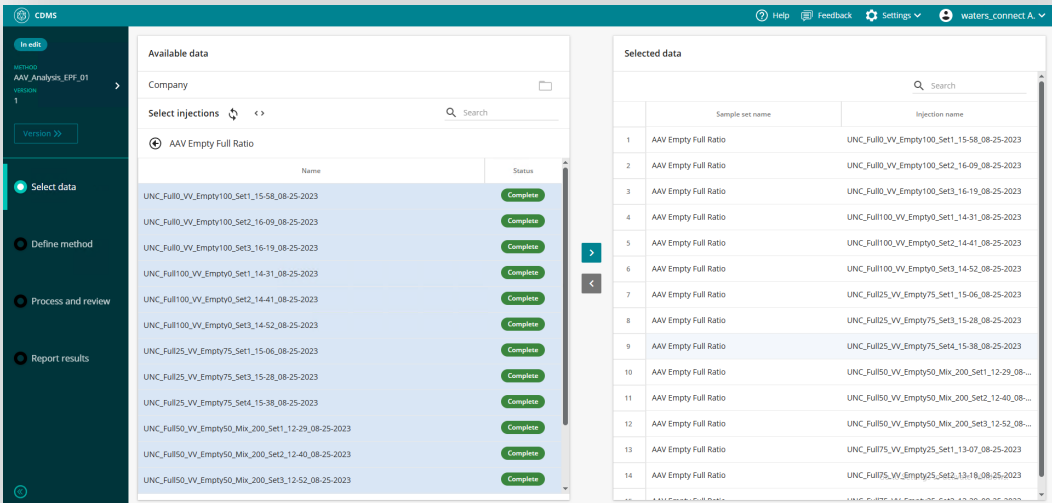 CDMS
Help
Feedback
Settings
waters_connect A.
In edit
METHOD
AAV_Analysis_EPF_01
VERSION
1
Version
Select data
Define method
Process and review
Report results
Available data
Company
Select injections
Search
AAV Empty Full Ratio
Name Status
UNC_Full0_VV_Empty100_Set1_15-58_08-25-2023 Complete
UNC_Full0_VV_Empty100_Set2_16-09_08-25-2023 Complete
UNC_Full0_VV_Empty100_Set3_16-19_08-25-2023 Complete
UNC_Full100_VV_Empty0_Set1_14-31_08-25-2023 Complete
UNC_Full100_VV_Empty0_Set2_14-41_08-25-2023 Complete
UNC_Full100_VV_Empty0_Set3_14-52_08-25-2023 Complete
UNC_Full25_VV_Empty75_Set1_15-06_08-25-2023 Complete
UNC_Full25_VV_Empty75_Set3_15-28_08-25-2023 Complete
UNC_Full25_VV_Empty75_Set4_15-38_08-25-2023 Complete
UNC_Full50_VV_Empty50_Mix_200_Set1_12-29_08-25-2023 Complete
UNC_Full50_VV_Empty50_Mix_200_Set2_12-40_08-25-2023 Complete
UNC_Full50_VV_Empty50_Mix_200_Set3_12-52_08-25-2023 Complete
Selected data
Search
Sample set name Injection name
1 AAV Empty Full Ratio UNC_Full0_VV_Empty100_Set1_15-58_08-25-2023
2 AAV Empty Full Ratio UNC_Full0_VV_Empty100_Set2_16-09_08-25-2023
3 AAV Empty Full Ratio UNC_Full0_VV_Empty100_Set3_16-19_08-25-2023
4 AAV Empty Full Ratio UNC_Full100_VV_Empty0_Set1_14-31_08-25-2023
5 AAV Empty Full Ratio UNC_Full100_VV_Empty0_Set2_14-41_08-25-2023
6 AAV Empty Full Ratio UNC_Full100_VV_Empty0_Set3_14-52_08-25-2023
7 AAV Empty Full Ratio UNC_Full25_VV_Empty75_Set1_15-06_08-25-2023
8 AAV Empty Full Ratio UNC_Full25_VV_Empty75_Set3_15-28_08-25-2023
9 AAV Empty Full Ratio UNC_Full25_VV_Empty75_Set4_15-38_08-25-2023
10 AAV Empty Full Ratio UNC_Full50_VV_Empty50_Mix_200_Set1_12-29_08-...
11 AAV Empty Full Ratio UNC_Full50_VV_Empty50_Mix_200_Set2_12-40_08-...
12 AAV Empty Full Ratio UNC_Full50_VV_Empty50_Mix_200_Set3_12-52_08-...
13 AAV Empty Full Ratio UNC_Full75_VV_Empty25_Set1_13-07_08-25-2023
14 AAV Empty Full Ratio UNC_Full75_VV_Empty25_Set2_13-18_08-25-2023